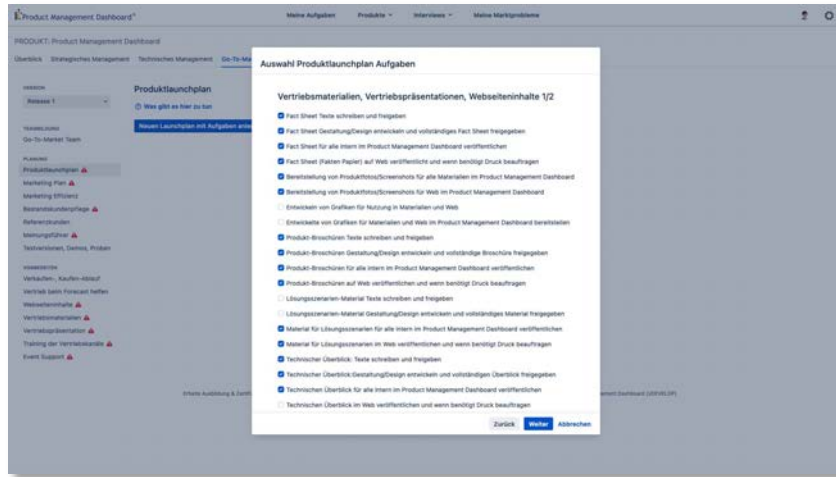 Product Management Dashboard
Meine Aufgaben
Produkte
Interviews
Meine Marktprobleme
PRODUKT: Product Management Dashboard
Überblick
Strategisches Management
Technisches Management
Go-To-Ma
VERSION
Release 1
TEAMBILDUNG
Go-To-Market Team
PLANUNG
Produktlaunchplan
Marketing Plan
Marketing Effizienz
Bestandskundenpflege
Referenzkunden
Meinungsführer
Testversionen, Demos, Proben
VORBEREITEN
Verkaufen-, Kaufen-Ablauf
Vertrieb beim Forecast helfen
Webseiteninhalte
Vertriebsmaterialien
Vertriebspräsentation
Training der Vertriebskanäle
Event Support
Produktlaunchplan
Was gibt es hier zu tun
Neuen Launchplan mit Aufgaben anle
Auswahl Produktlaunchplan Aufgaben
Vertriebsmaterialien, Vertriebspräsentationen, Webseiteninhalte 1/2
Fact Sheet Texte schreiben und freigeben
Fact Sheet Gestaltung/Design entwickeln und vollständiges Fact Sheet freigegeben
Fact Sheet für alle intern im Product Management Dashboard veröffentlichen
Fact Sheet (Fakten Papier) auf Web veröffentlicht und wenn benötigt Druck beauftragen
Bereitstellung von Produktfotos/Screenshots für alle Materialien im Product Management Dashboard
Bereitstellung von Produktfotos/Screenshots für Web im Product Management Dashboard
Entwickeln von Grafiken für Nutzung in Materialien und Web
Entwickelte von Grafiken für Materialien und Web im Product Management Dashboard bereitstellen
Produkt-Broschüren Texte schreiben und freigeben
Produkt-Broschüren Gestaltung/Design entwickeln und vollständige Broschüre freigegeben
Produkt-Broschüren für alle intern im Product Management Dashboard veröffentlichen
Produkt-Broschüren auf Web veröffentlichen und wenn benötigt Druck beauftragen
Lösungsszenarien-Material Texte schreiben und freigeben
Lösungsszenarien-Material Gestaltung/Design entwickeln und vollständiges Material freigegeben
Material für Lösungsszenarien für alle intern im Product Management Dashboard veröffentlichen
Material für Lösungsszenarien im Web veröffentlichen und wenn benötigt Druck beauftragen
Technischer Überblick: Texte schreiben und freigeben
Technischer Überblick:Gestaltung/Design entwickeln und vollständigen Überblick freigegeben
Technischen Überblick für alle intern im Product Management Dashboard veröffentlichen
Technischen Überblick im Web veröffentlichen und wenn benötigt Druck beauftragen
Zurück
Weiter
Abbrechen